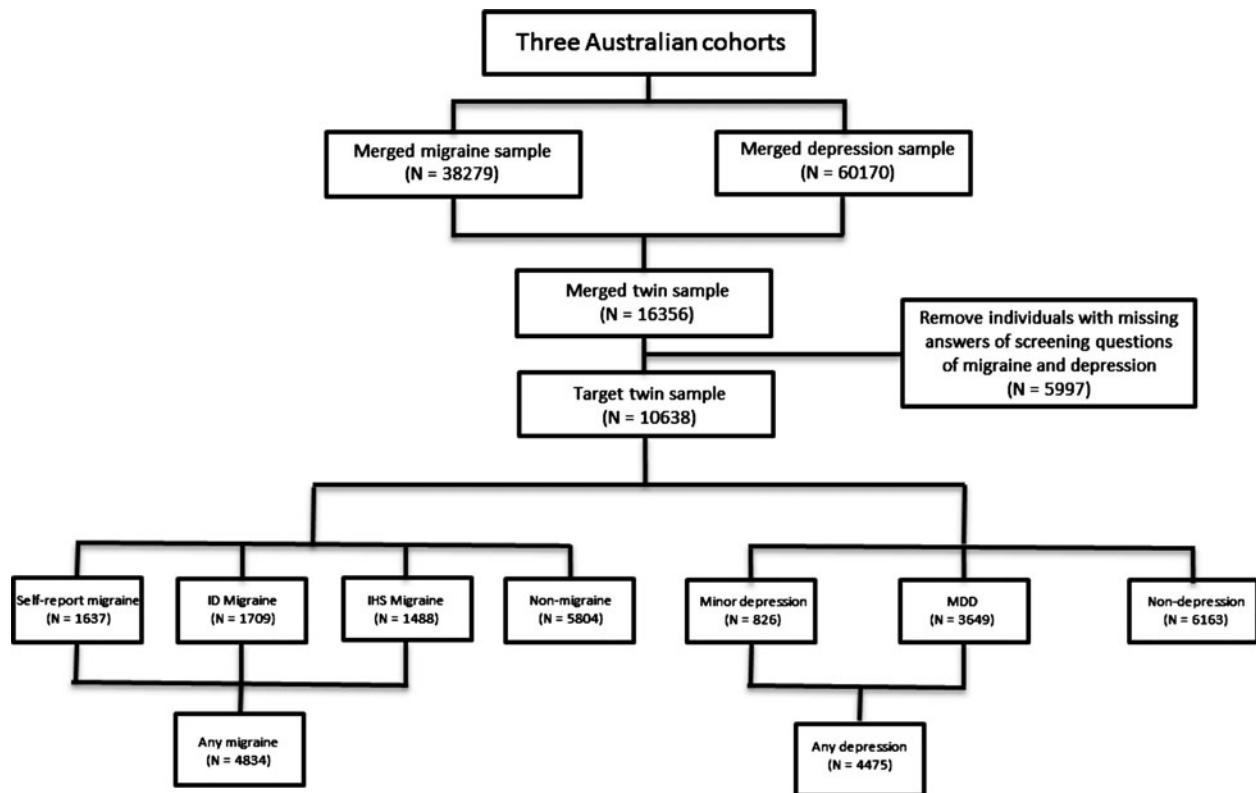 Three Australian cohorts
Merged migraine sample
(N = 38279)
Merged depression sample
(N = 60170)
Merged twin sample
(N = 16356)
Remove individuals with missing
answers of screening questions
of migraine and depression
(N = 5997)
Target twin sample
(N = 10638)
Self-report migraine
(N = 1637)
ID Migraine
(N = 1709)
IHS Migraine
(N = 1488)
Non-migraine
(N = 5804)
Minor depression
(N = 826)
MDD
(N = 3649)
Non-depression
(N = 6163)
Any migraine
(N = 4834)
Any depression
(N = 4475)